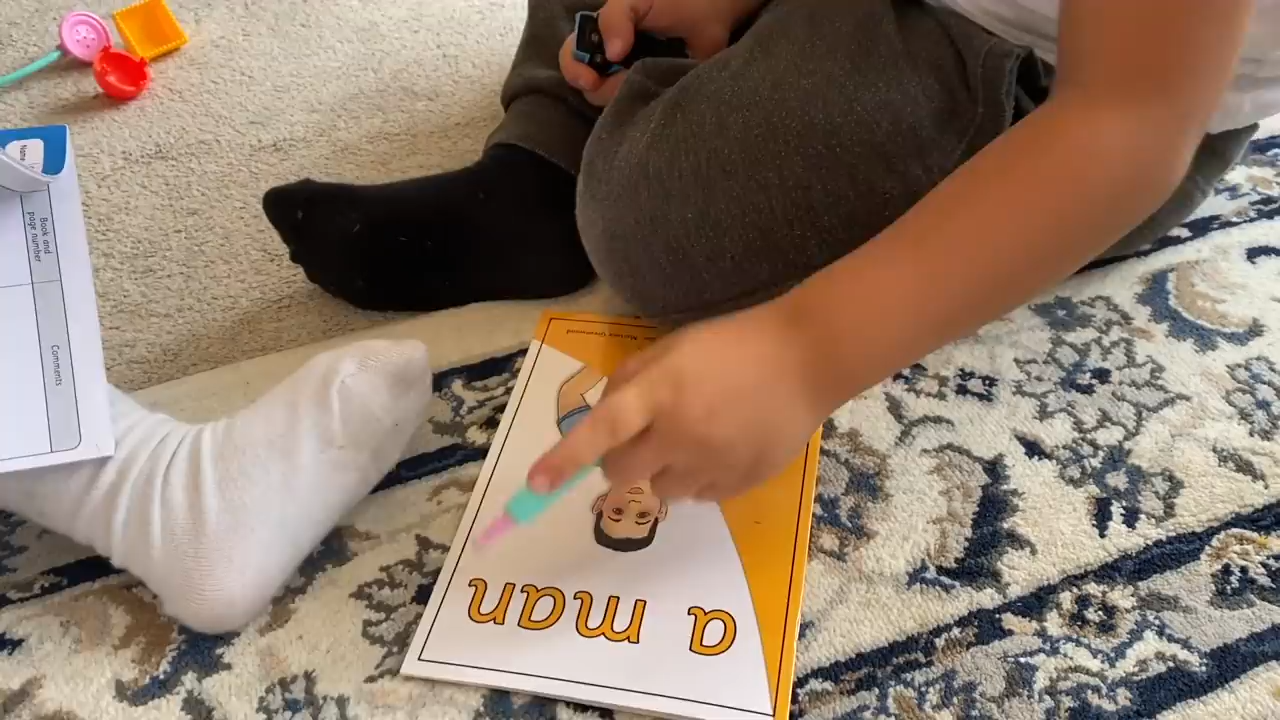 Name
Book and
page number
Comments
a man